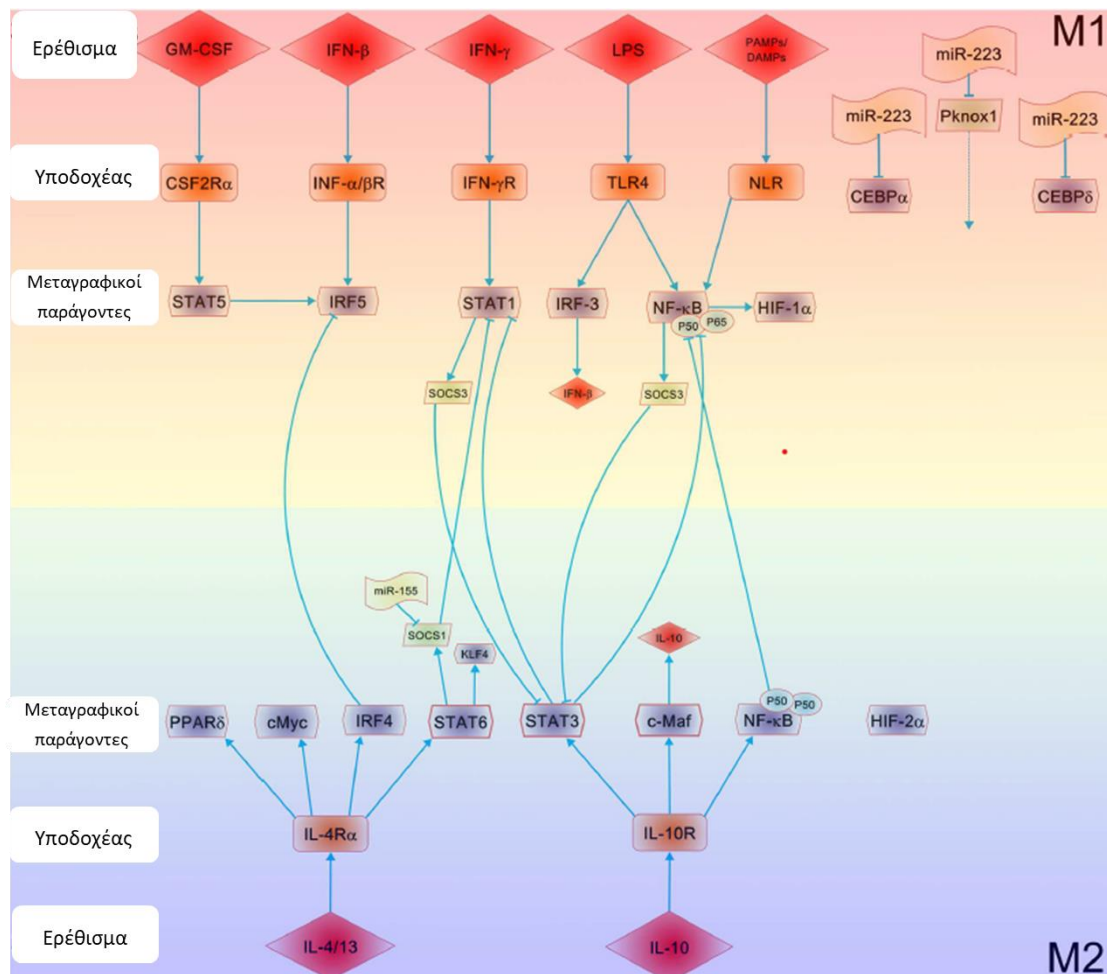 M1
Ερέθισμα
GM-CSF
IFN-β
IFN-γ
LPS
PAMPs/
DAMPs
miR-223
miR-223
Pknox1
miR-223
Υποδοχέας
CSF2Rα
INF-α/βR
IFN-γR
TLR4
NLR
CEBPα
CEBPδ
Μεταγραφικοί
παράγοντες
STAT5
IRF5
STAT1
IRF-3
NF-κB
P50
P65
HIF-1α
SOCS3
IFN-β
SOCS3
miR-155
SOCS1
KLF4
IL-10
Μεταγραφικοί
παράγοντες
PPARδ
cMyc
IRF4
STAT6
STAT3
c-Maf
NF-κB
P50
P50
HIF-2α
Υποδοχέας
IL-4Rα
IL-10R
Ερέθισμα
IL-4/13
IL-10
M2